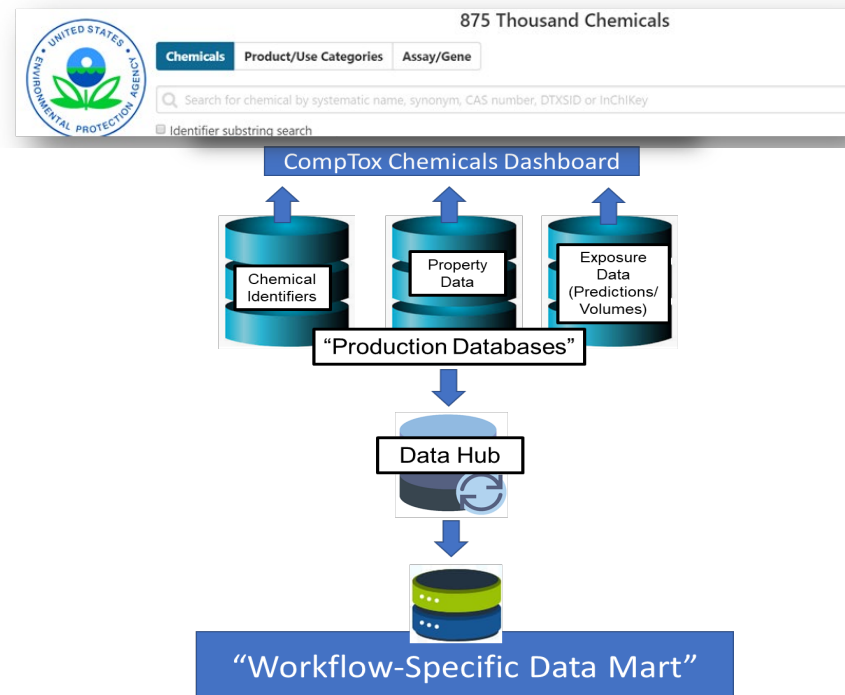 875 Thousand Chemicals
UNITED STATES
ENVIRONMENTAL PROTECTION AGENCY
Chemicals Product/Use Categories Assay/Gene
Search for chemical by systematic name, synonym, CAS number, DTXSID or InChIKey
Identifier substring search
CompTox Chemicals Dashboard
Chemical
Identifiers
Property
Data
Exposure
Data
(Predictions/
Volumes)
“Production Databases”
Data Hub
“Workflow-Specific Data Mart”